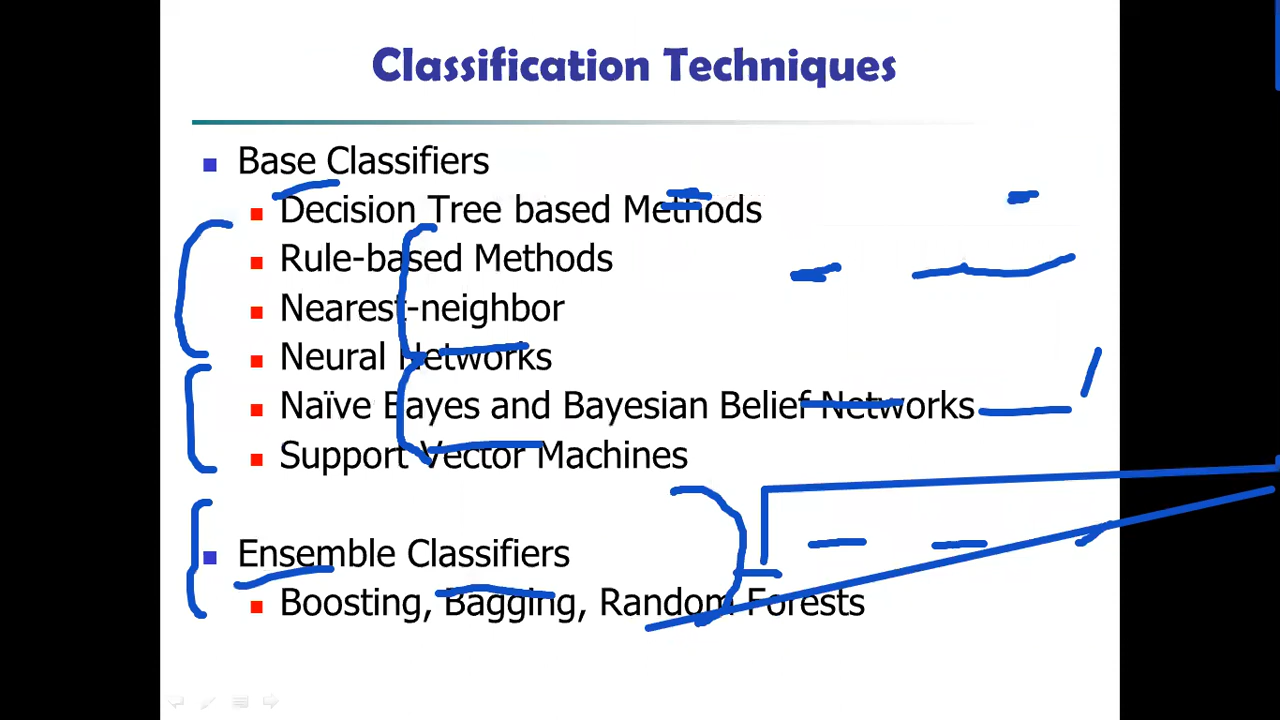 Classification Techniques
Base Classifiers
Decision Tree based Methods
Rule-based Methods
Nearest-neighbor
Neural Networks
Naïve Bayes and Bayesian Belief Networks
Support Vector Machines
Ensemble Classifiers
Boosting, Bagging, Random Forests